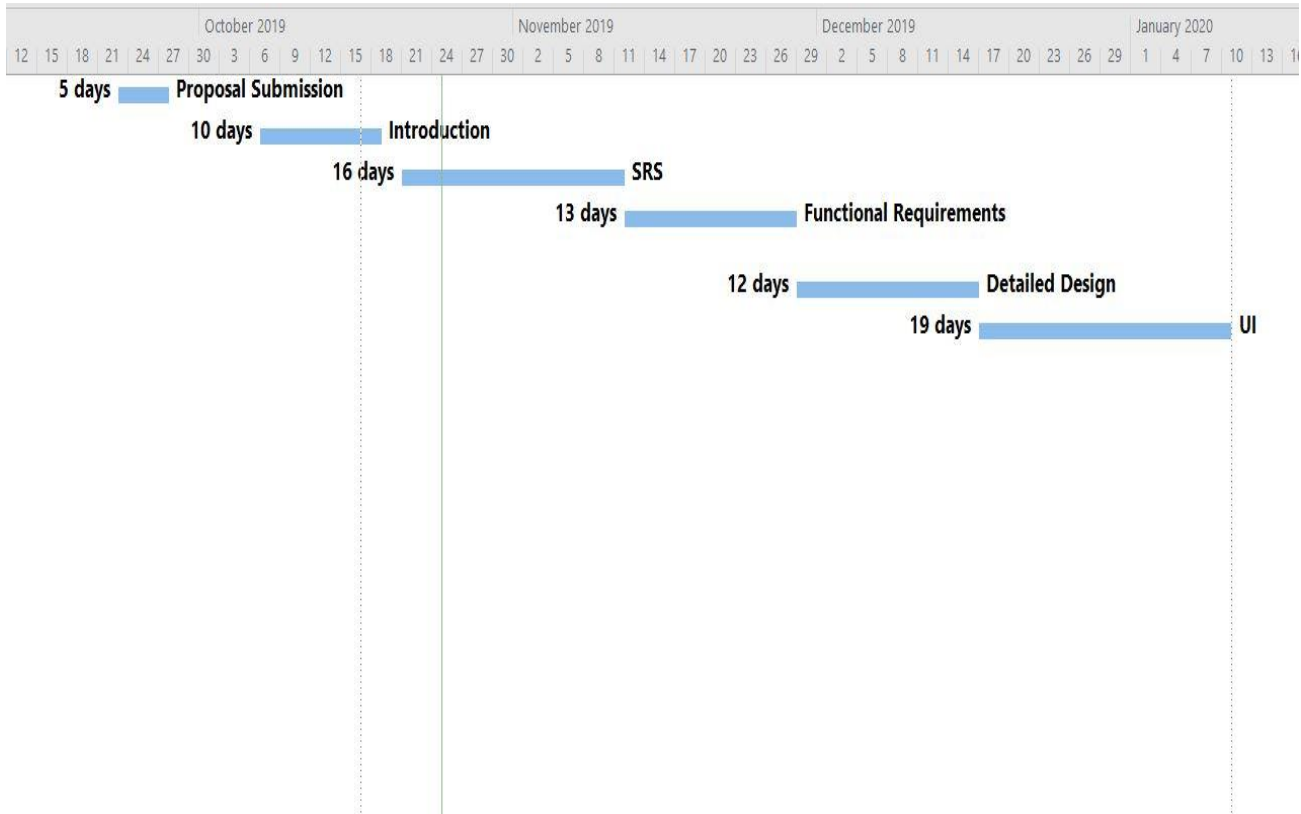 October 2019 November 2019 December 2019 January 2020
12 15 18 21 24 27 30 3 6 9 12 15 18 21 24 27 30 2 5 8 11 14 17 20 23 26 29 2 5 8 11 14 17 20 23 26 29 1 4 7 10 13 16
5 days Proposal Submission
10 days Introduction
16 days SRS
13 days Functional Requirements
12 days Detailed Design
19 days UI